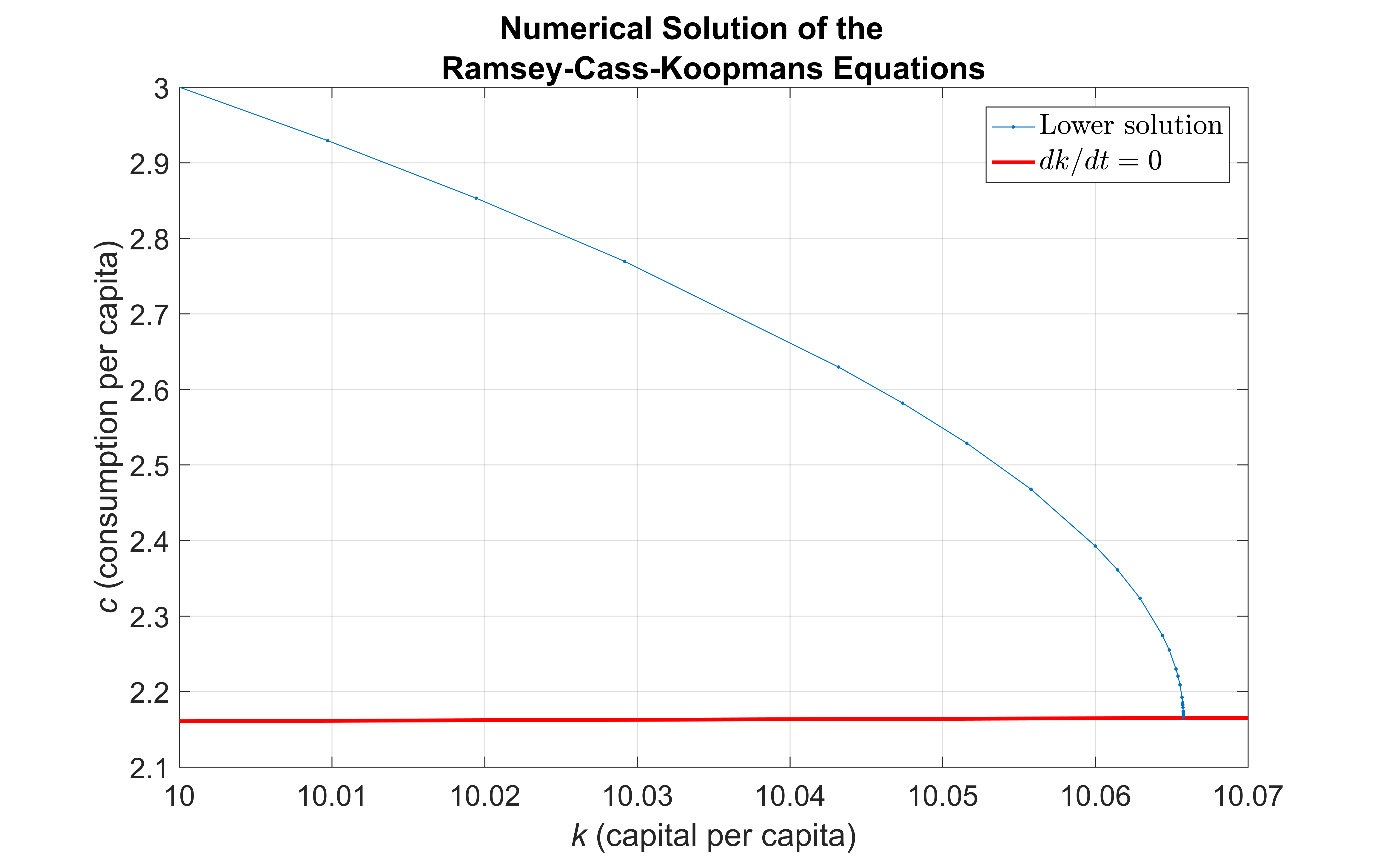 Numerical Solution of the
Ramsey-Cass-Koopmans Equations
Lower solution
dk/dt = 0
c (consumption per capita)
3
2.9
2.8
2.7
2.6
2.5
2.4
2.3
2.2
2.1
10 10.01 10.02 10.03 10.04 10.05 10.06 10.07
k (capital per capita)